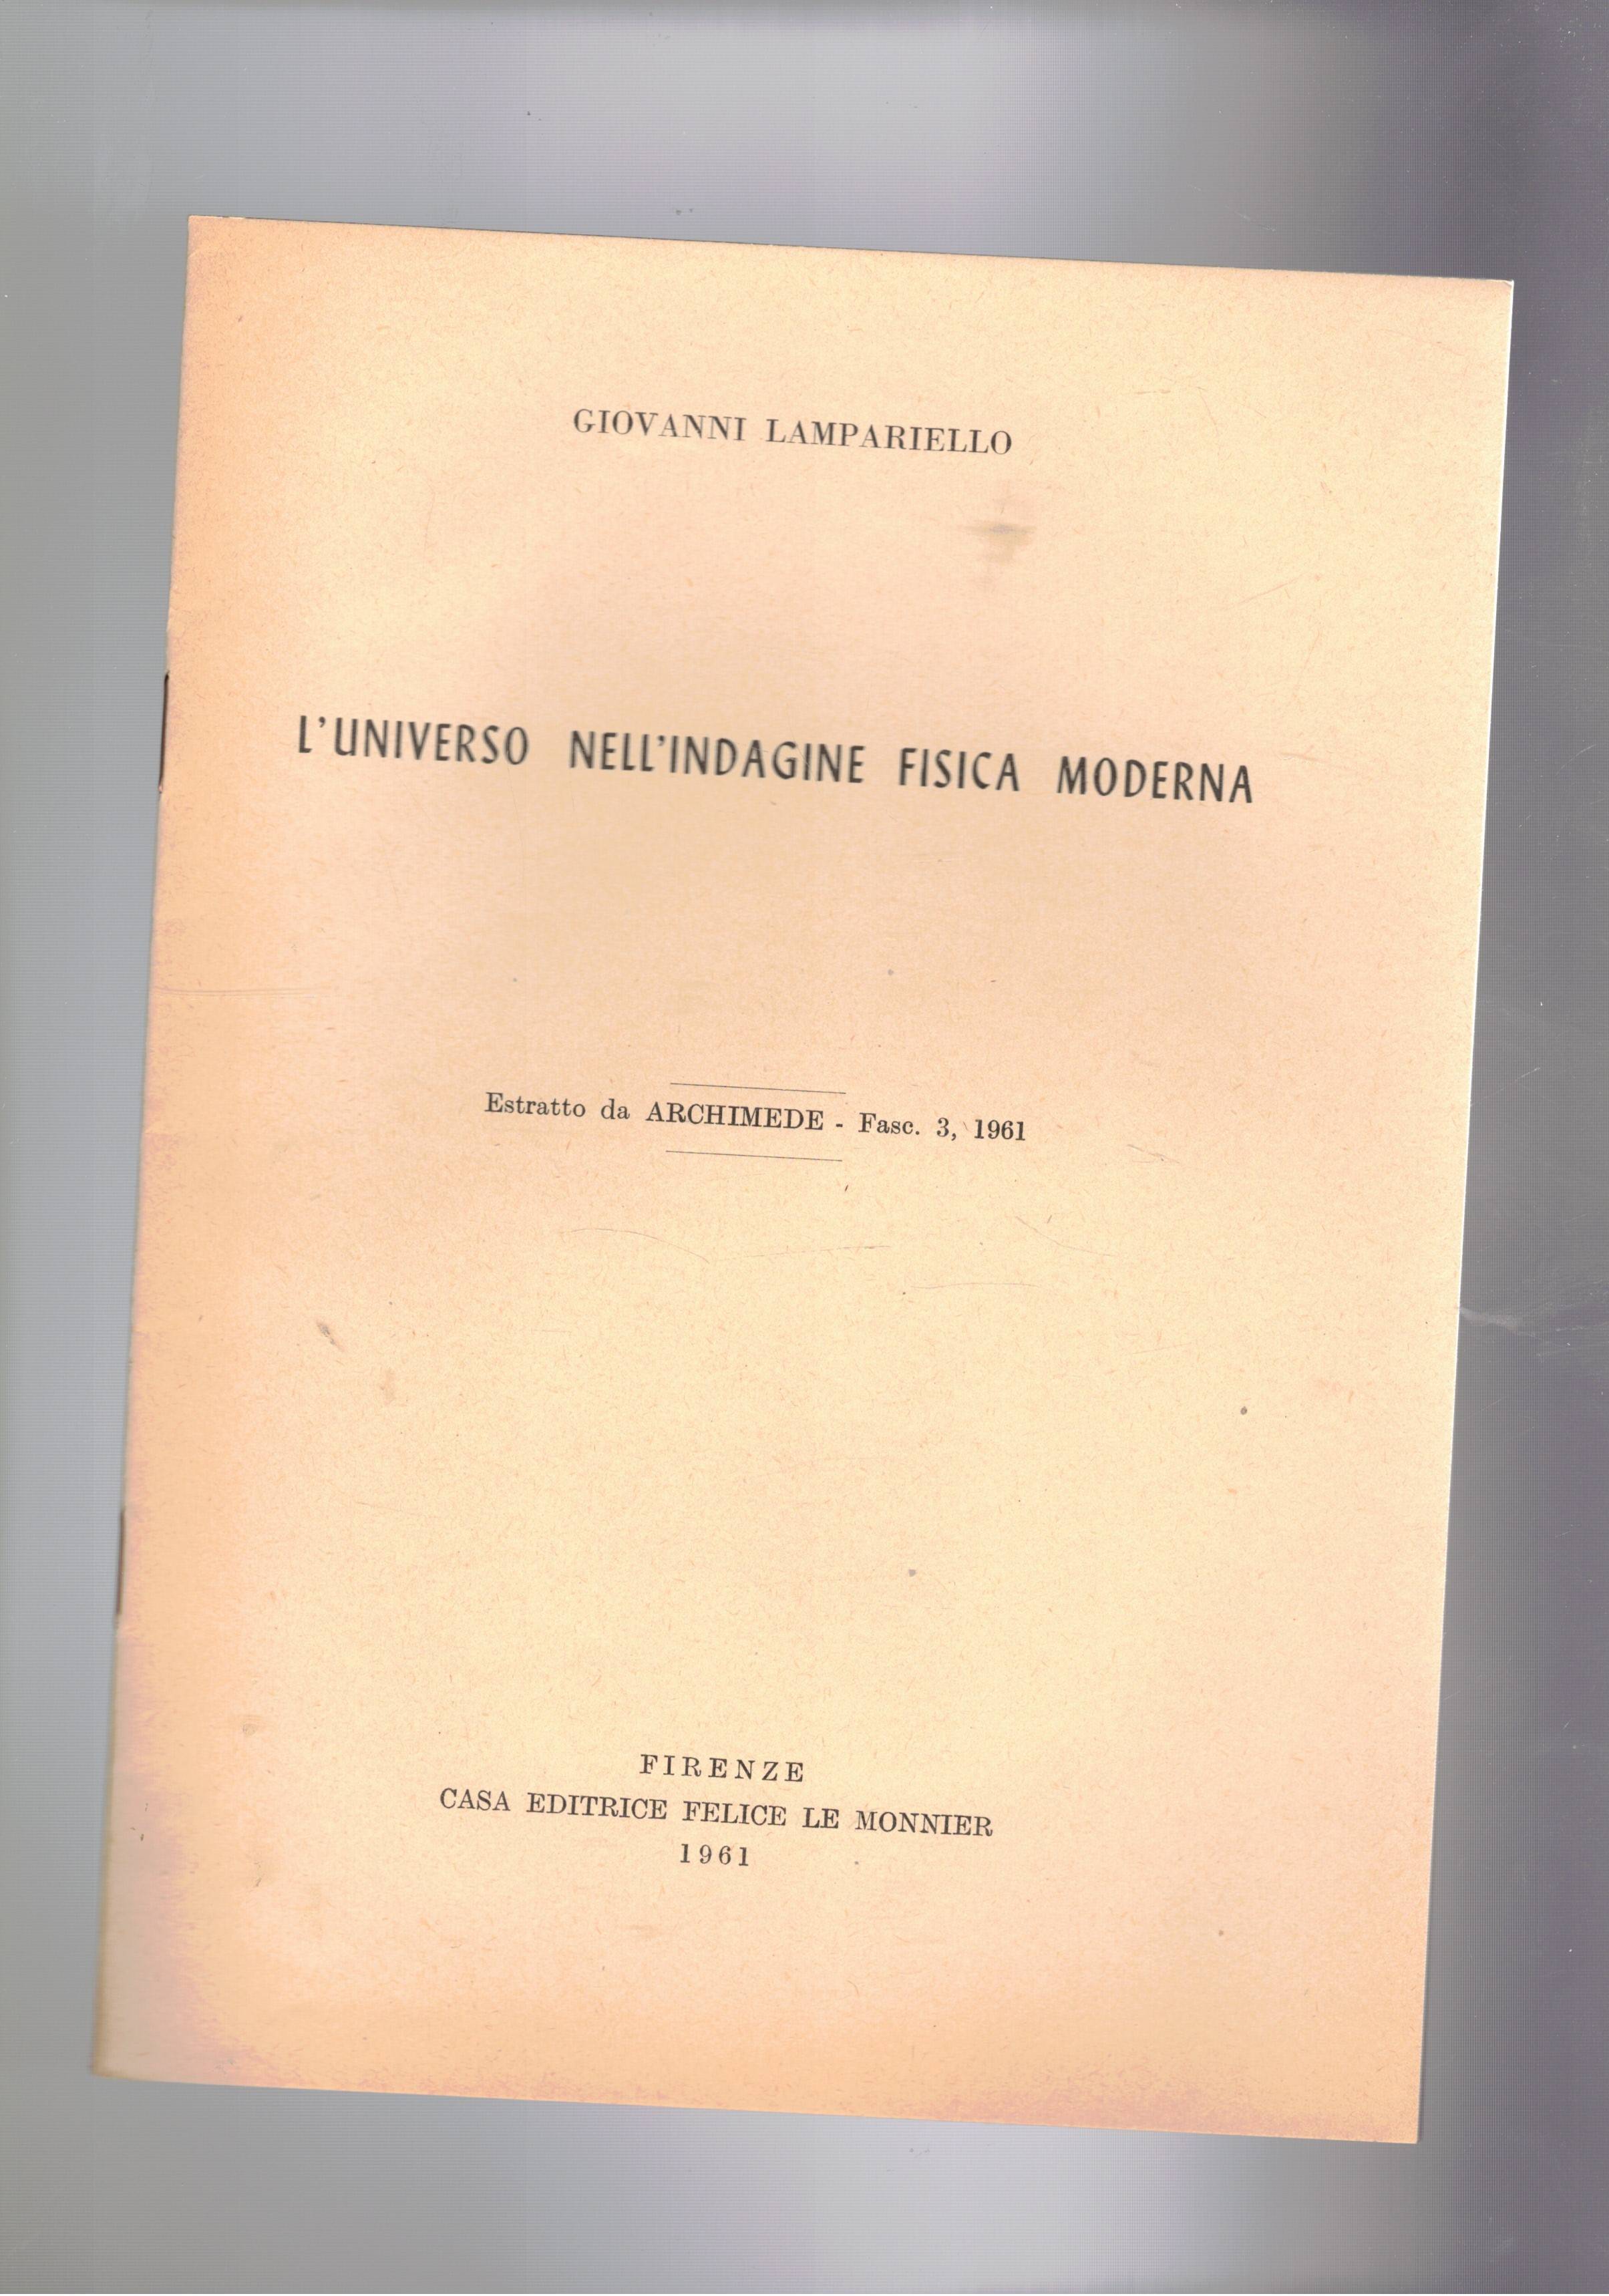 GIOVANNI LAMPARIELLO
L'UNIVERSO NELL'INDAGINE FISICA MODERNA
Estratto da ARCHIMEDE - Fasc. 3, 1961
FIRENZE
CASA EDITRICE FELICE LE MONNIER
1961